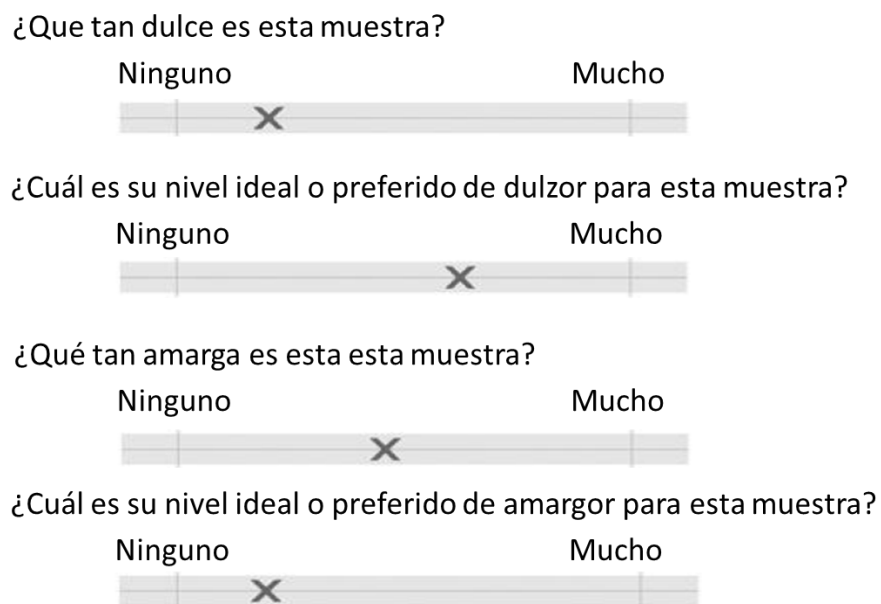 ¿Que tan dulce es esta muestra?
Ninguno Mucho
¿Cuál es su nivel ideal o preferido de dulzor para esta muestra?
Ninguno Mucho
¿Qué tan amarga es esta esta muestra?
Ninguno Mucho
¿Cuál es su nivel ideal o preferido de amargor para esta muestra?
Ninguno Mucho